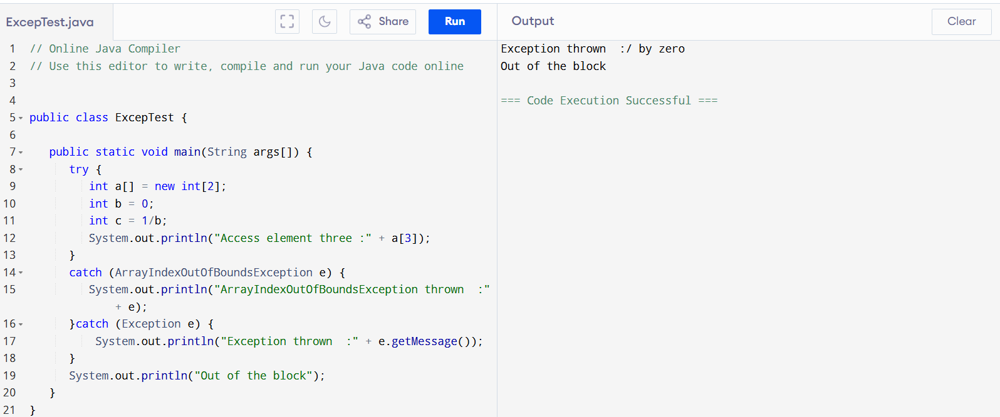 ExcepTest.java
Share
Run
Output
Clear
1 // Online Java Compiler
2 // Use this editor to write, compile and run your Java code online
3
4
5 public class ExcepTest {
6
7    public static void main(String args[]) {
8       try {
9          int a[] = new int[2];
10          int b = 0;
11          int c = 1/b;
12          System.out.println("Access element three :" + a[3]);
13       }
14       catch (ArrayIndexOutOfBoundsException e) {
15          System.out.println("ArrayIndexOutOfBoundsException thrown  :"
+ e);
16       }catch (Exception e) {
17           System.out.println("Exception thrown  :" + e.getMessage());
18       }
19       System.out.println("Out of the block");
20    }
21 }
Exception thrown  :/ by zero
Out of the block
=== Code Execution Successful ===